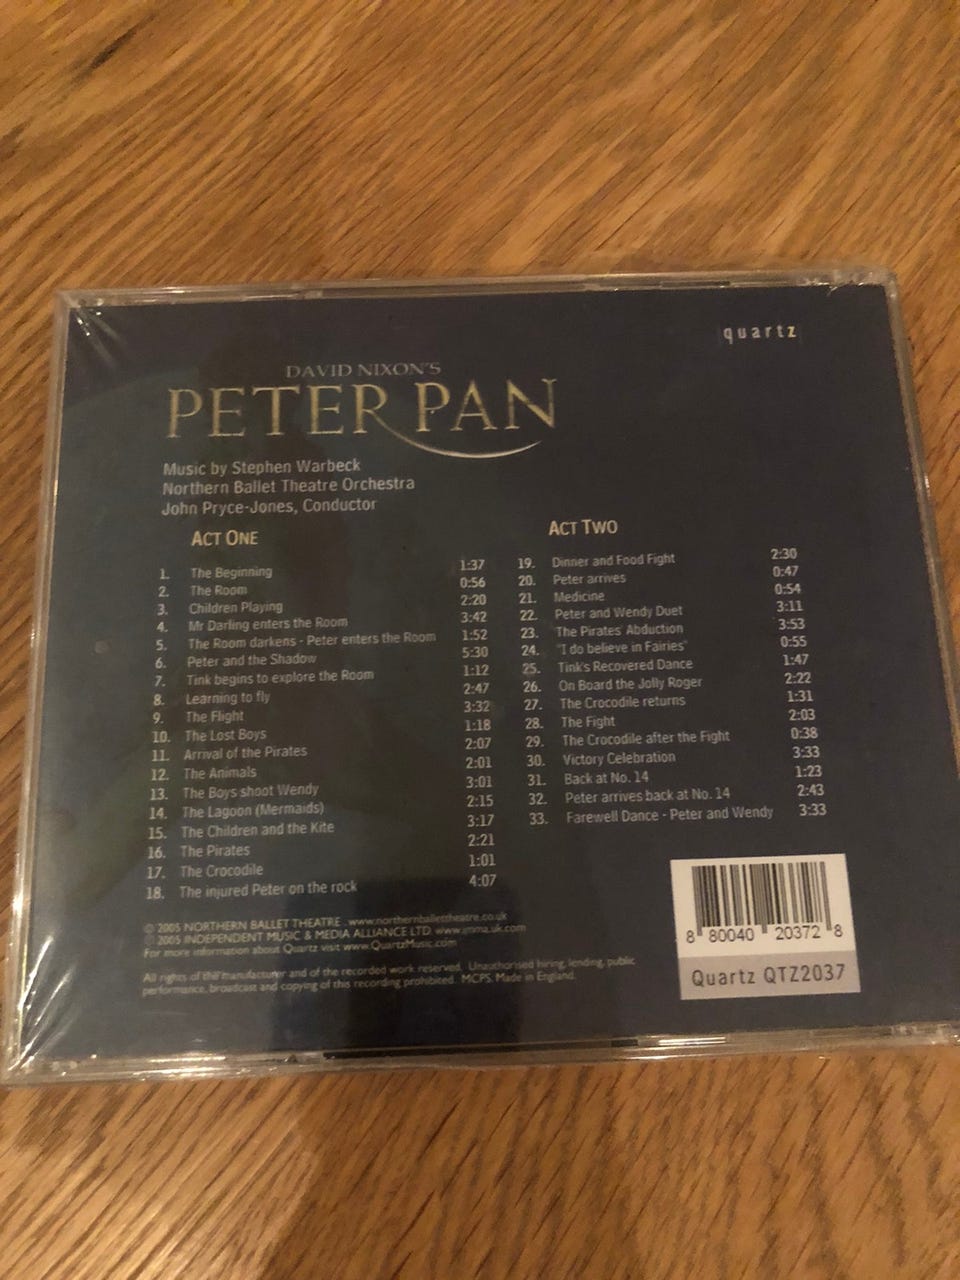 quartz
DAVID NIXON'S
PETER PAN
Music by Stephen Warbeck
Northern Ballet Theatre Orchestra
John Pryce-Jones, Conductor
ACT ONE
1. The Beginning 1:37
2. The Room 0:56
3. Children Playing 2:20
4. Mr Darling enters the Room 3:42
5. The Room darkens - Peter enters the Room 1:52
6. Peter and the Shadow 5:30
7. Tink begins to explore the Room 1:12
8. Learning to fly 2:47
9. The Flight 3:32
10. The Lost Boys 1:18
11. Arrival of the Pirates 2:07
12. The Animals 2:01
13. The Boys shoot Wendy 3:01
14. The Lagoon (Mermaids) 2:15
15. The Children and the Kite 3:17
16. The Pirates 2:21
17. The Crocodile 1:01
18. The injured Peter on the rock 4:07
ACT TWO
19. Dinner and Food Fight 2:30
20. Peter arrives 0:47
21. Medicine 0:54
22. Peter and Wendy Duet 3:11
23. The Pirates' Abduction 3:53
24. "I do believe in Fairies" 0:55
25. Tink's Recovered Dance 1:47
26. On Board the Jolly Roger 2:22
27. The Crocodile returns 1:31
28. The Fight 2:03
29. The Crocodile after the Fight 0:38
30. Victory Celebration 3:33
31. Back at No. 14 1:23
32. Peter arrives back at No. 14 2:43
33. Farewell Dance - Peter and Wendy 3:33
2005 NORTHERN BALLET THEATRE www.northernballettheatre.co.uk
2005 INDEPENDENT MUSIC & MEDIA ALLIANCE LTD. www.imma.uk.com
For more information about Quartz visit www.QuartzMusic.com
All rights of the manufacturer and of the recorded work reserved. Unauthorised hiring, lending, public
performance, broadcast and copying of this recording prohibited. MCPS. Made in England.
8 80040 20372 8
Quartz QTZ2037